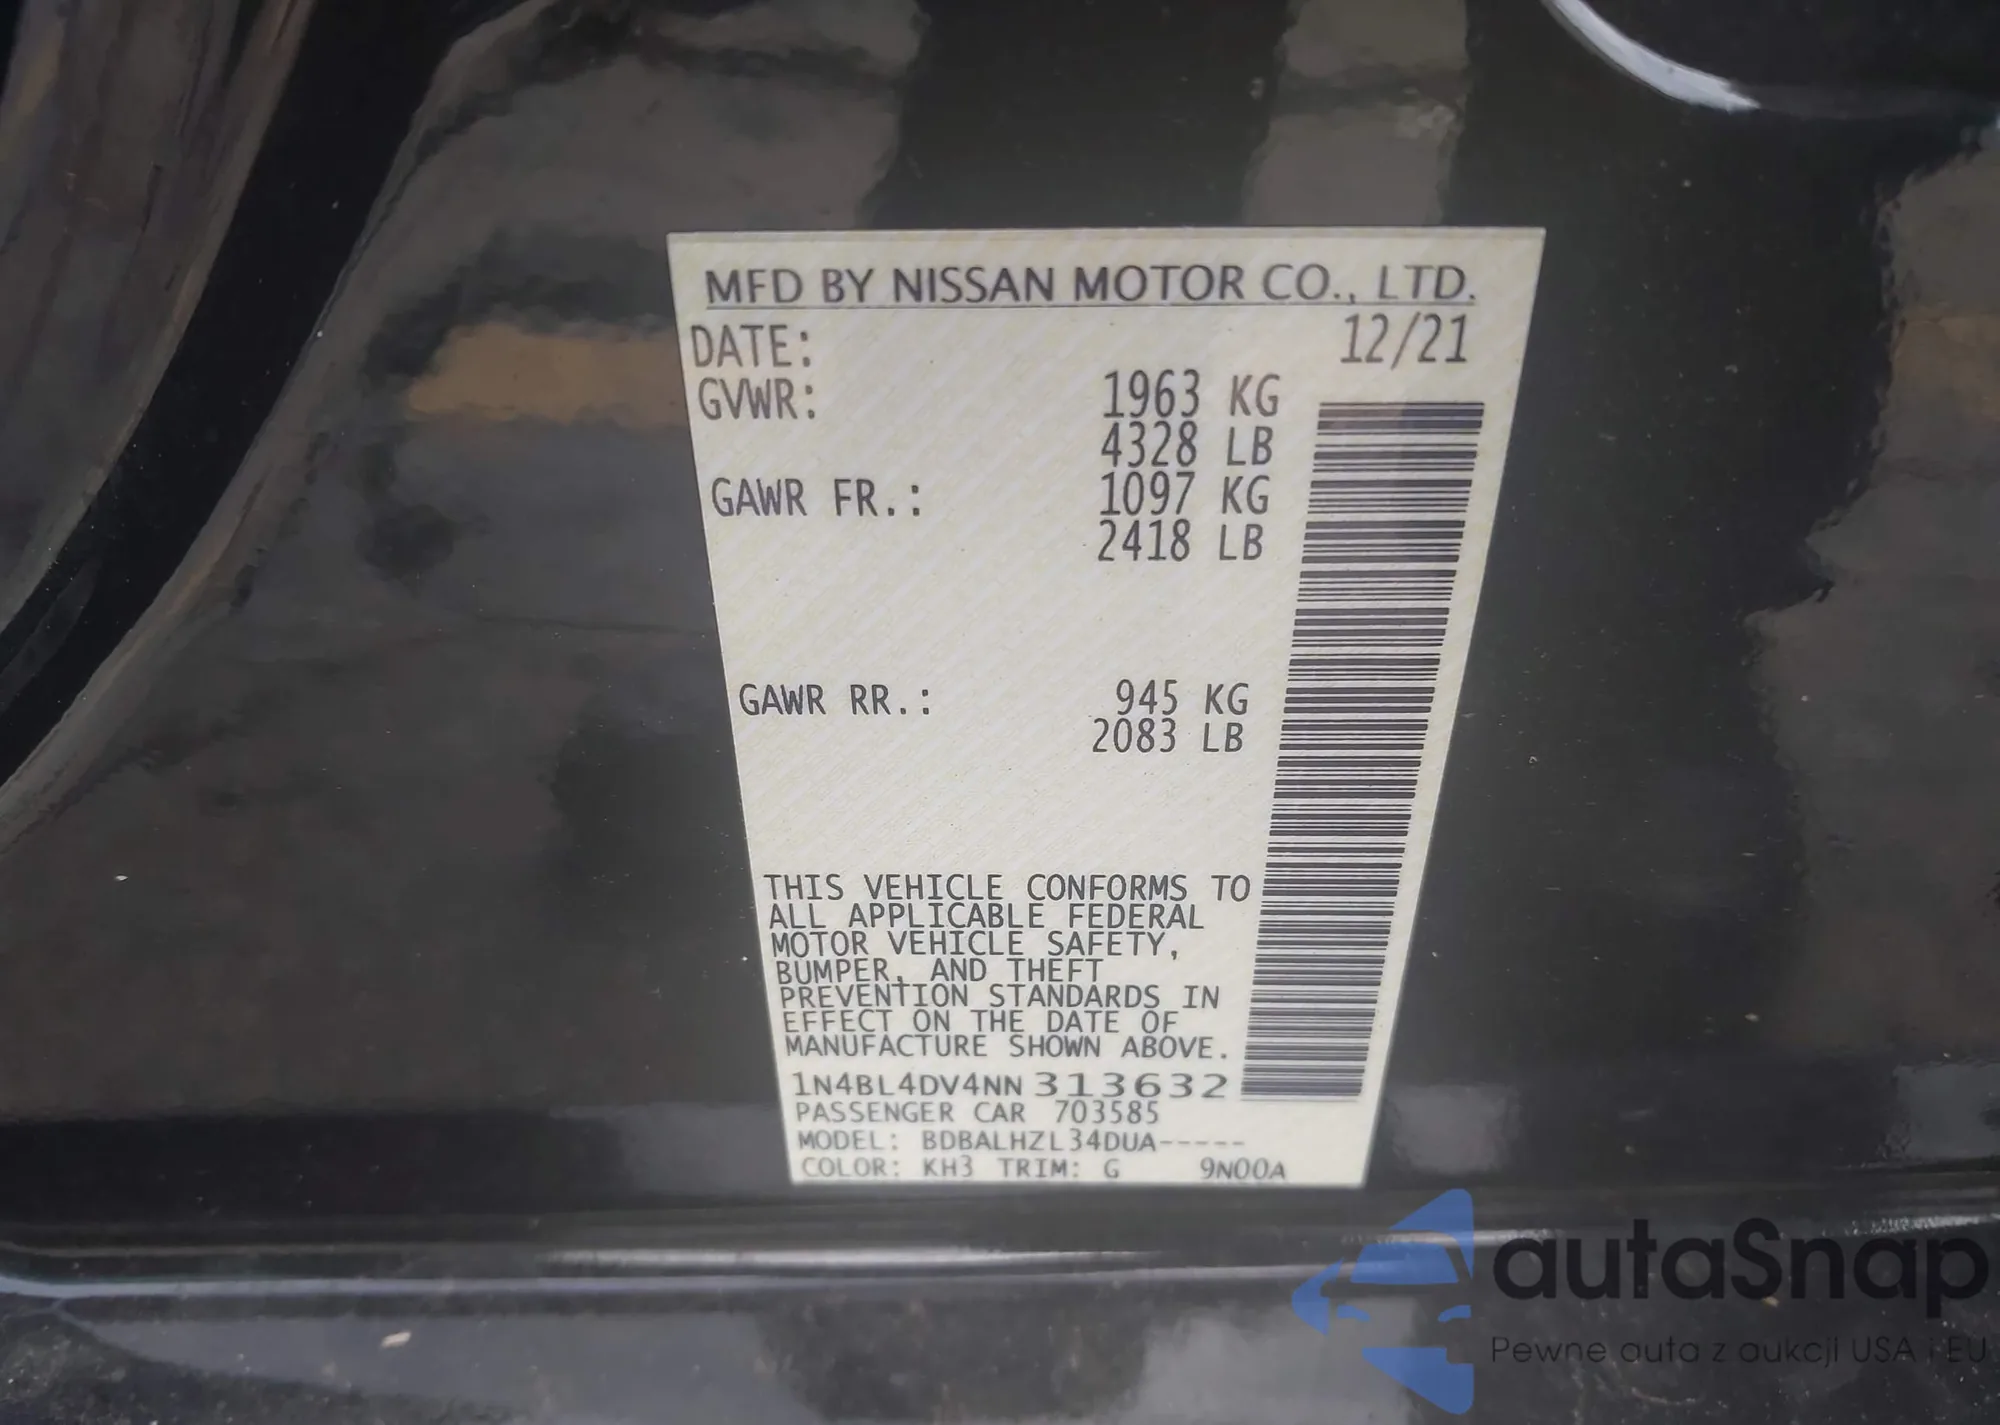 MFD BY NISSAN MOTOR CO., LTD.
DATE: 12/21
GVWR: 1963 KG
4328 LB
GAWR FR.: 1097 KG
2418 LB
GAWR RR.: 945 KG
2083 LB
THIS VEHICLE CONFORMS TO
ALL APPLICABLE FEDERAL
MOTOR VEHICLE SAFETY,
BUMPER, AND THEFT
PREVENTION STANDARDS IN
EFFECT ON THE DATE OF
MANUFACTURE SHOWN ABOVE.
1N4BL4DV4NN313632
PASSENGER CAR 703585
MODEL: BDBALHZL34DUA-----
COLOR: KH3 TRIM: G 9N00A
autaSnap
Pewne auta z aukcji USA i EU